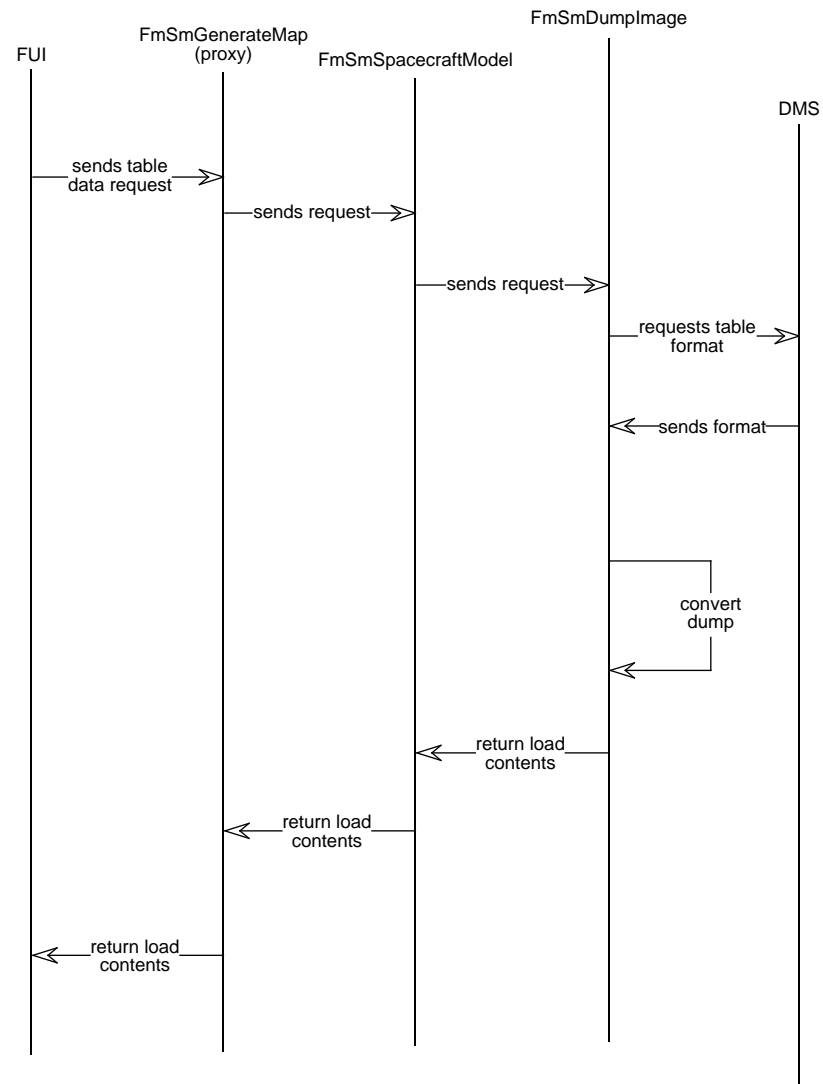 FmSmDumpImage
FmSmGenerateMap
(proxy)
FUI
FmSmSpacecraftModel
DMS
sends table
data request
sends request
sends request
requests table
format
sends format
convert
dump
return load
contents
return load
contents
return load
contents